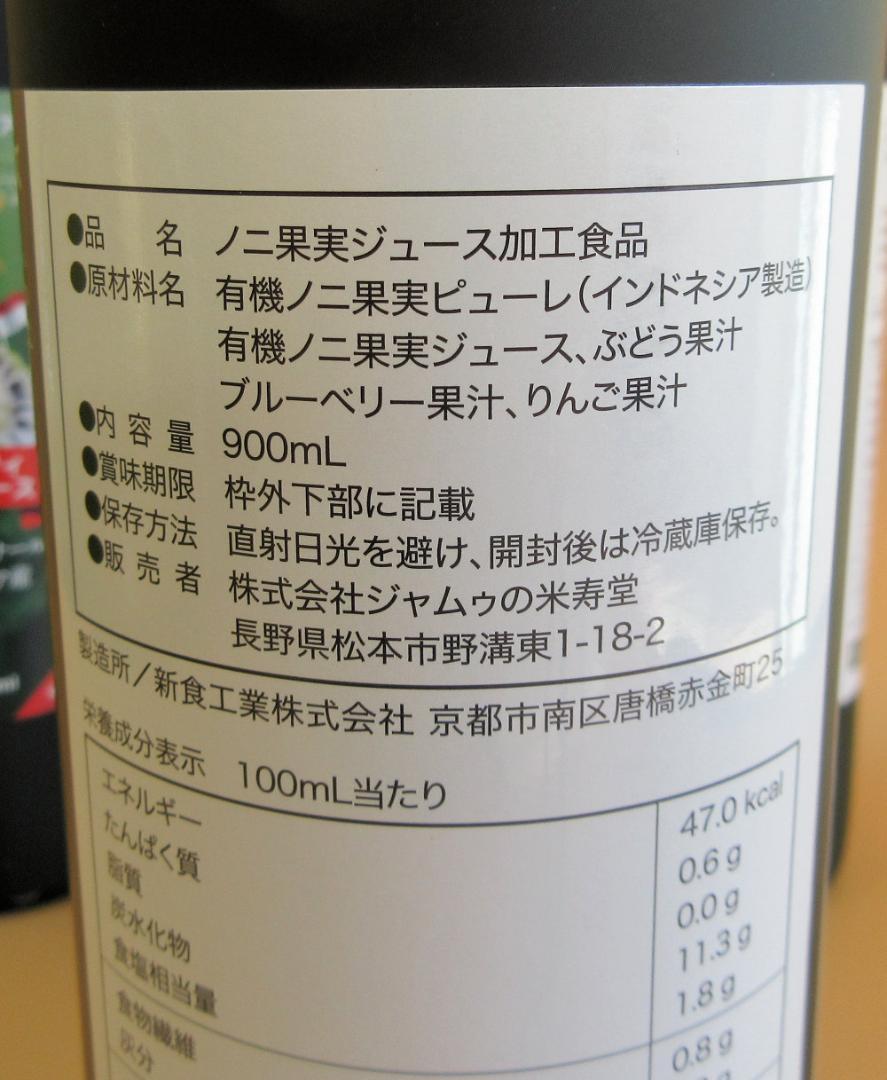 ●品　名　ノニ果実ジュース加工食品
●原材料名　有機ノニ果実ピューレ（インドネシア製造）
有機ノニ果実ジュース、ぶどう果汁
ブルーベリー果汁、りんご果汁
●内容量　900mL
●賞味期限　枠外下部に記載
●保存方法　直射日光を避け、開封後は冷蔵庫保存。
●販売者　株式会社ジャムゥの米寿堂
長野県松本市野溝東1-18-2
製造所／新食工業株式会社 京都市南区唐橋赤金町25
栄養成分表示　100mL当たり
エネルギー　47.0 kcal
たんぱく質　0.6 g
脂質　0.0 g
炭水化物　11.3 g
食塩相当量　1.8 g
食物繊維　0.8 g
灰分